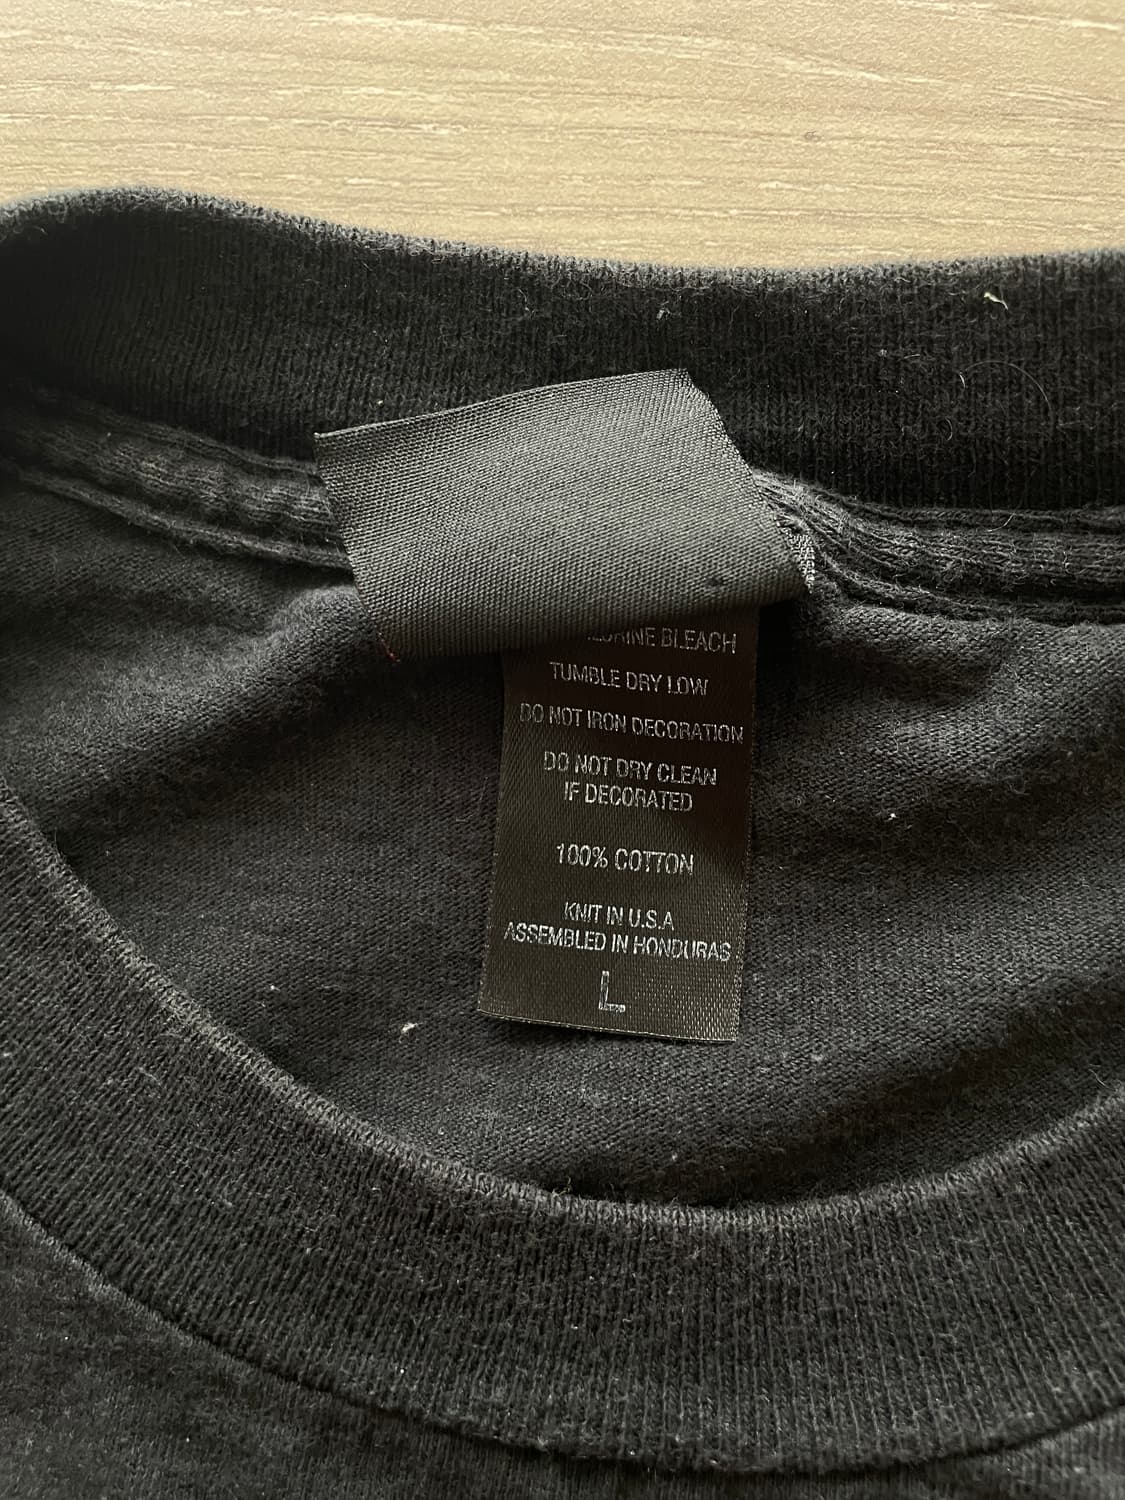 BLEACH
TUMBLE DRY LOW
DO NOT IRON DECORATION
DO NOT DRY CLEAN
IF DECORATED
100% COTTON
KNIT IN U.S.A
ASSEMBLED IN HONDURAS
L